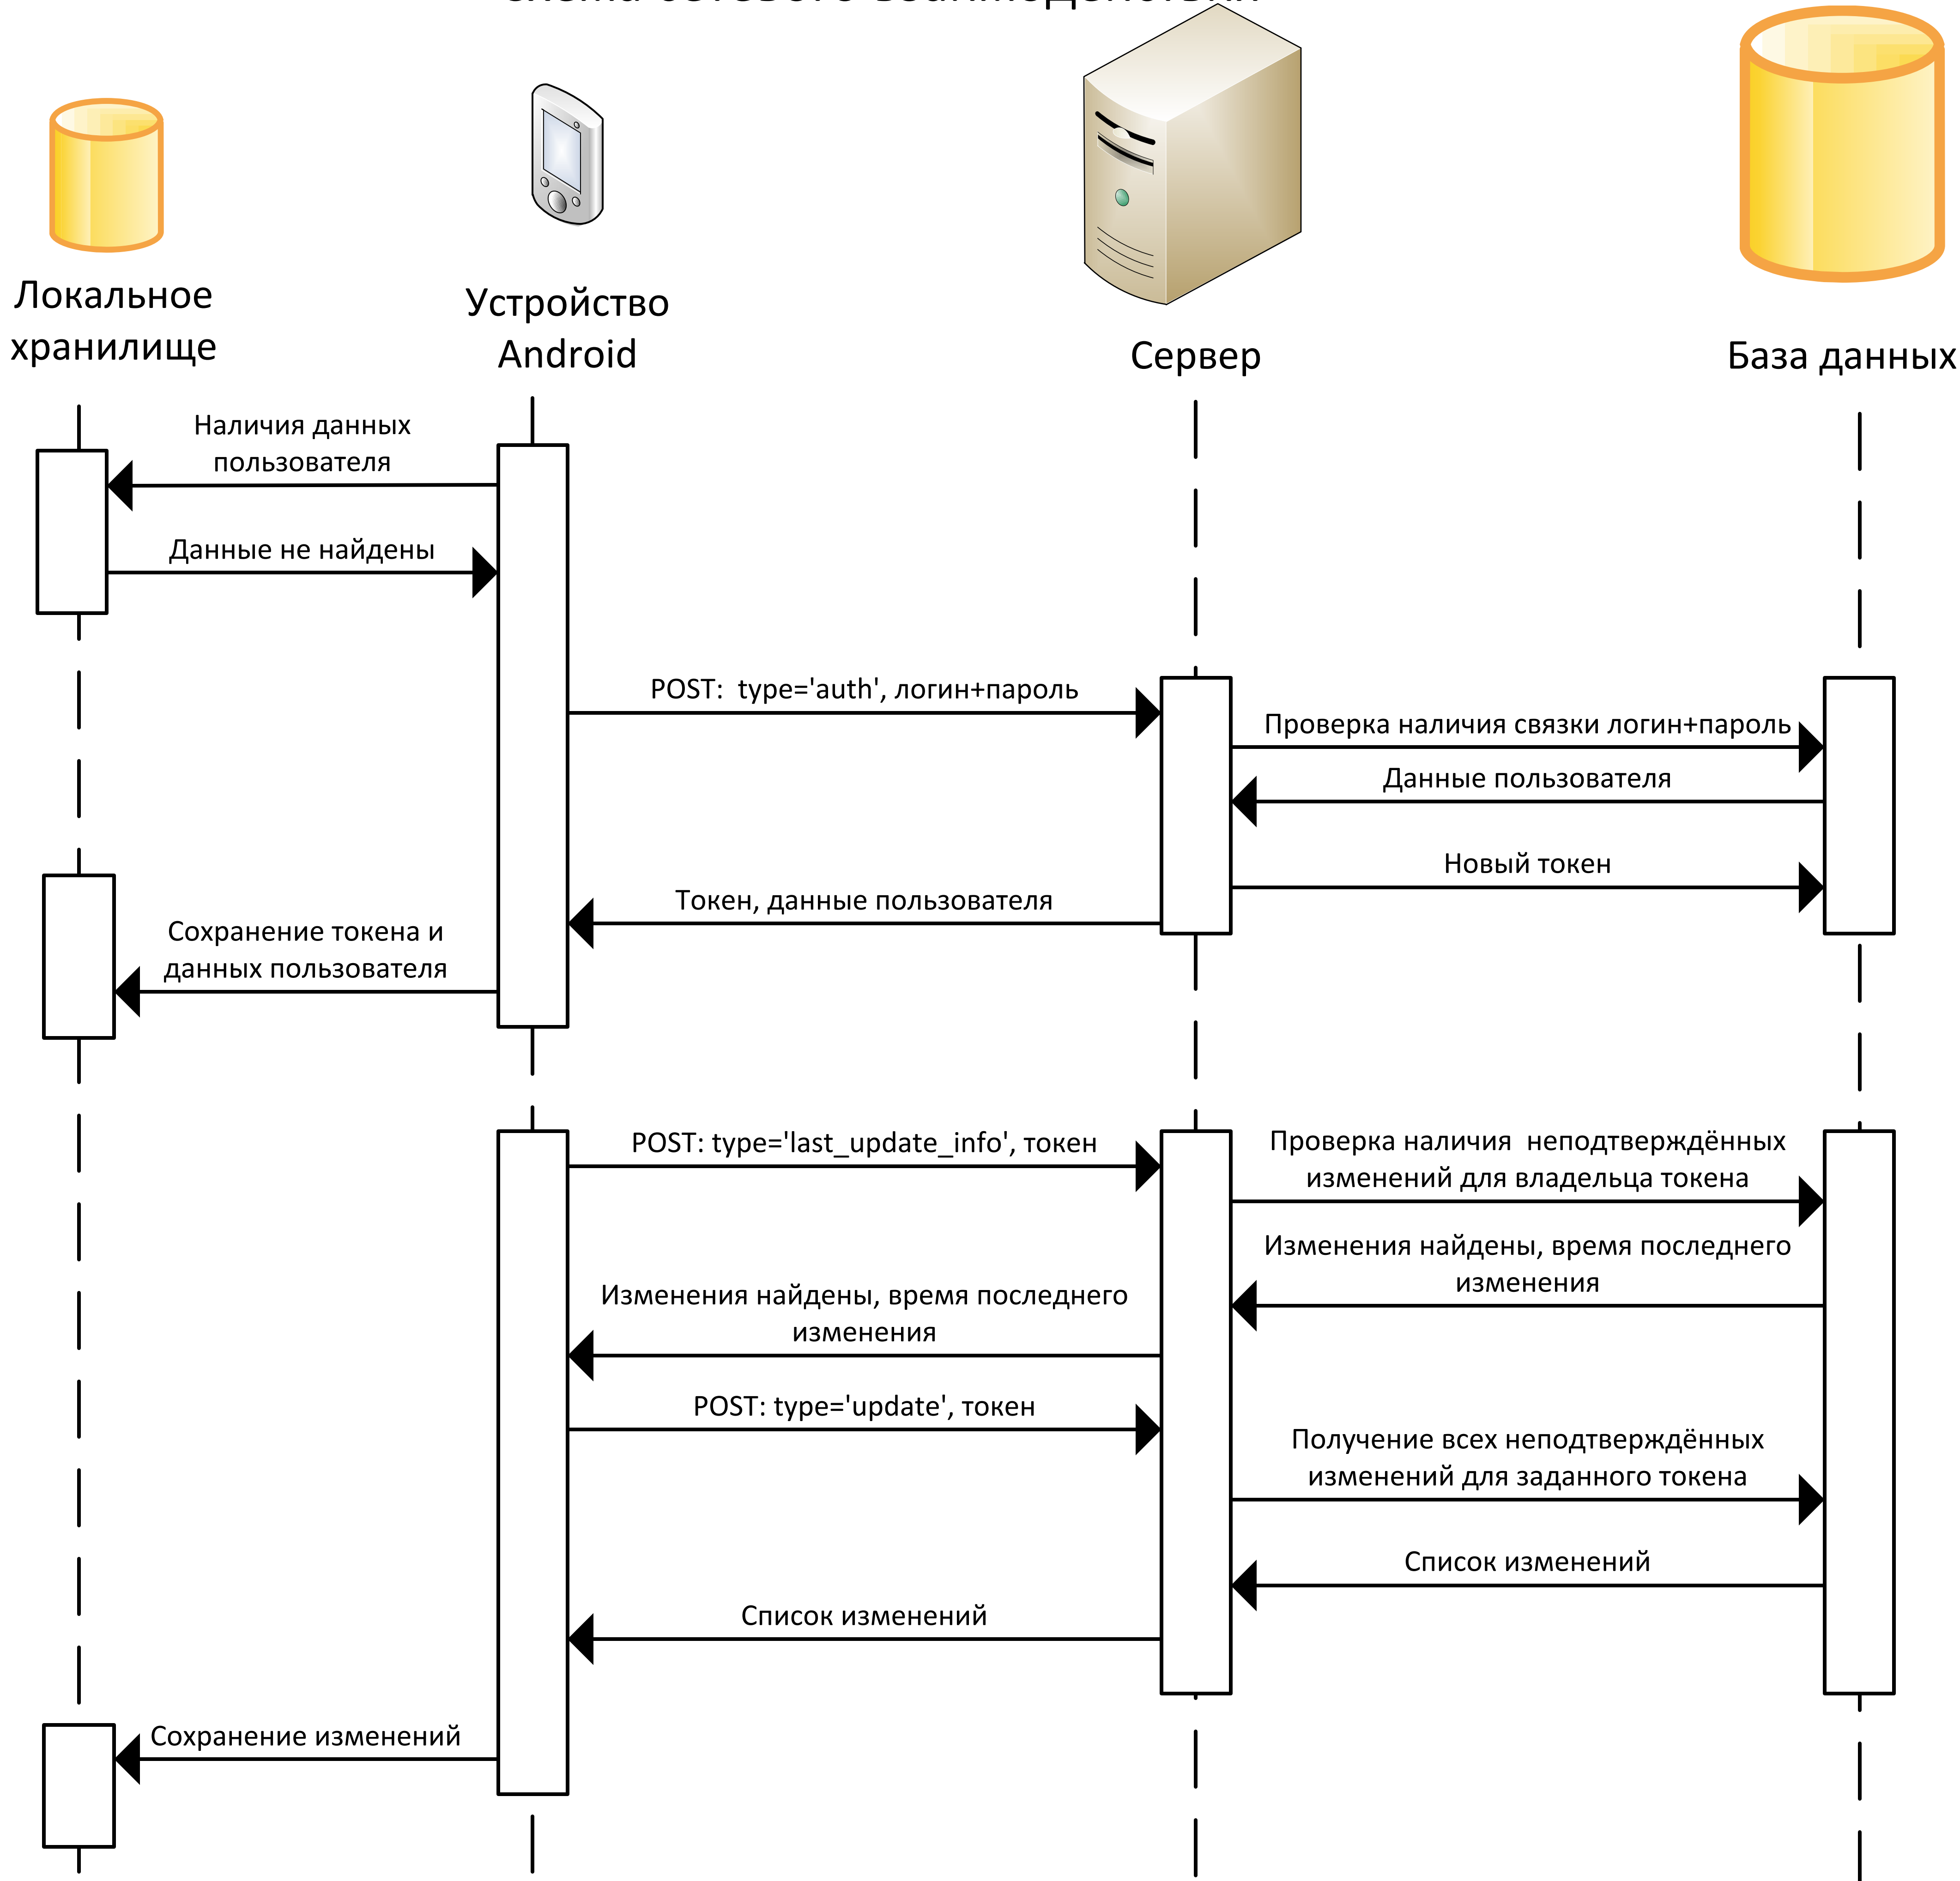 Локальное
хранилище
Устройство
Android
Сервер
База данных
Наличия данных
пользователя
Данные не найдены
POST:  type='auth', логин+пароль
Проверка наличия связки логин+пароль
Данные пользователя
Новый токен
Токен, данные пользователя
Сохранение токена и
данных пользователя
POST: type='last_update_info', токен
Проверка наличия  неподтверждённых
изменений для владельца токена
Изменения найдены, время последнего
изменения
Изменения найдены, время последнего
изменения
POST: type='update', токен
Получение всех неподтверждённых
изменений для заданного токена
Список изменений
Список изменений
Сохранение изменений